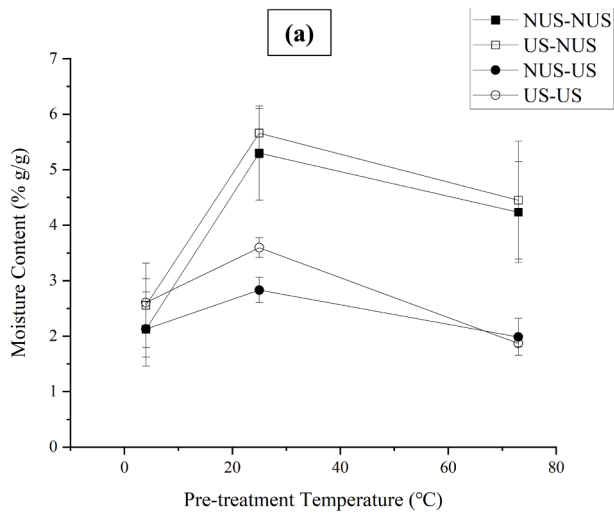 (a)
NUS-NUS
US-NUS
NUS-US
US-US
7
6
5
4
3
2
1
0
Moisture Content (% g/g)
0 20 40 60 80
Pre-treatment Temperature (℃)